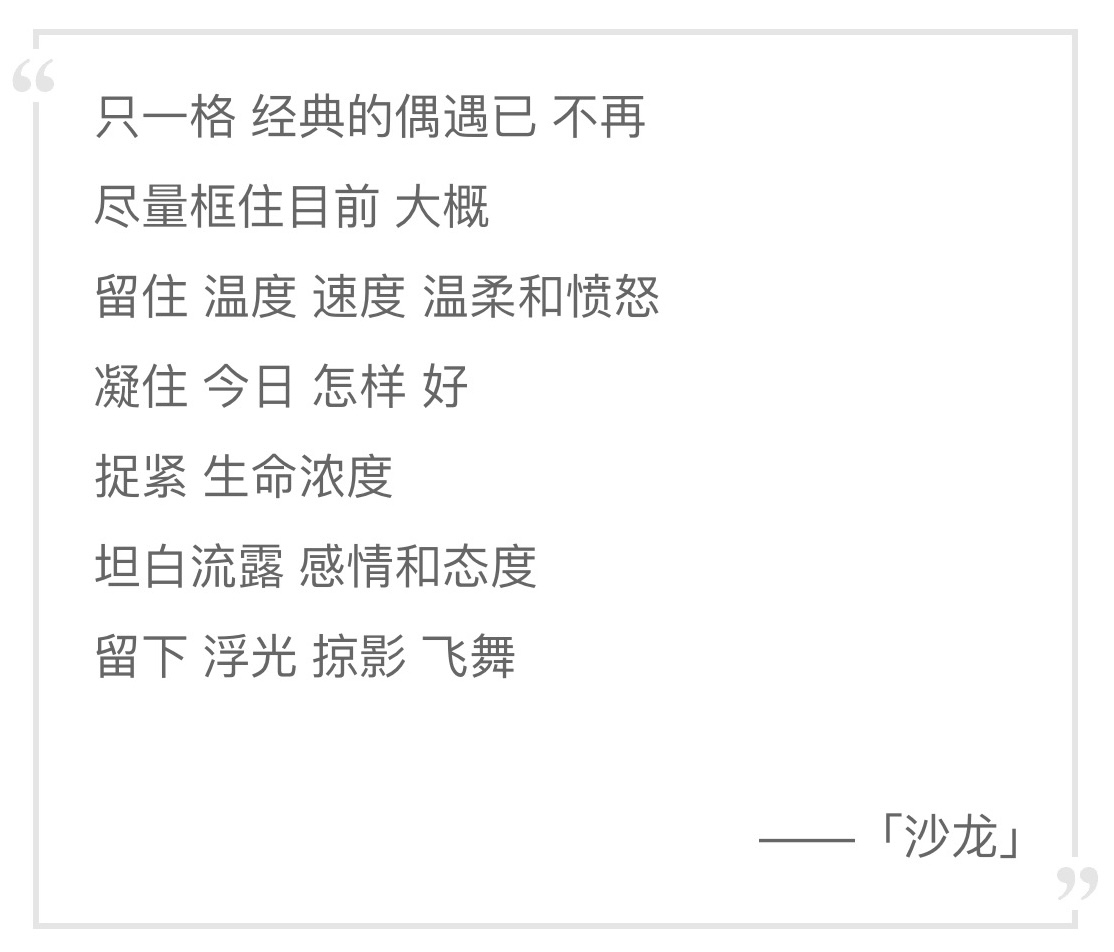 “
只一格 经典的偶遇已 不再
尽量框住目前 大概
留住 温度 速度 温柔和愤怒
凝住 今日 怎样 好
捉紧 生命浓度
坦白流露 感情和态度
留下 浮光 掠影 飞舞
——「沙龙」
”